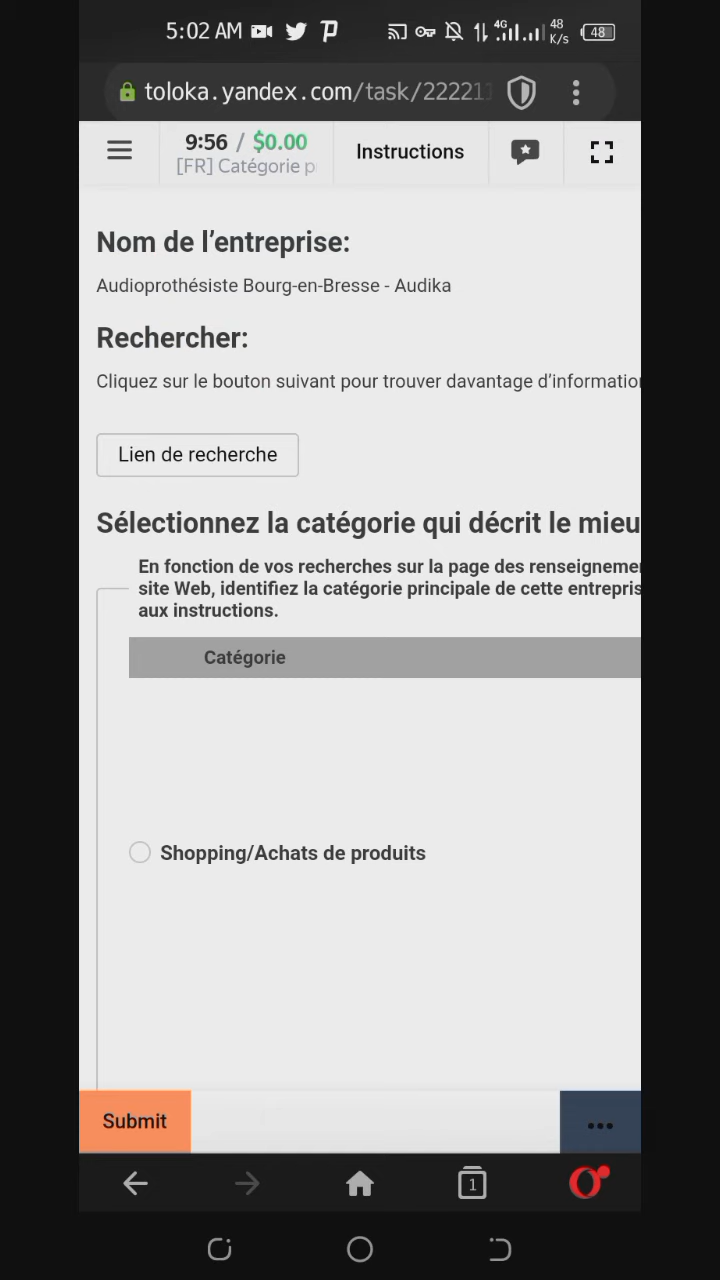 5:02 AM
4G
48 K/s
48
toloka.yandex.com/task/22221
9:56 / $0.00
[FR] Catégorie p
Instructions
Nom de l’entreprise:
Audioprothésiste Bourg-en-Bresse - Audika
Rechercher:
Cliquez sur le bouton suivant pour trouver davantage d’information
Lien de recherche
Sélectionnez la catégorie qui décrit le mieu
En fonction de vos recherches sur la page des renseignemen
site Web, identifiez la catégorie principale de cette entrepris
aux instructions.
Catégorie
Shopping/Achats de produits
Submit
...
1